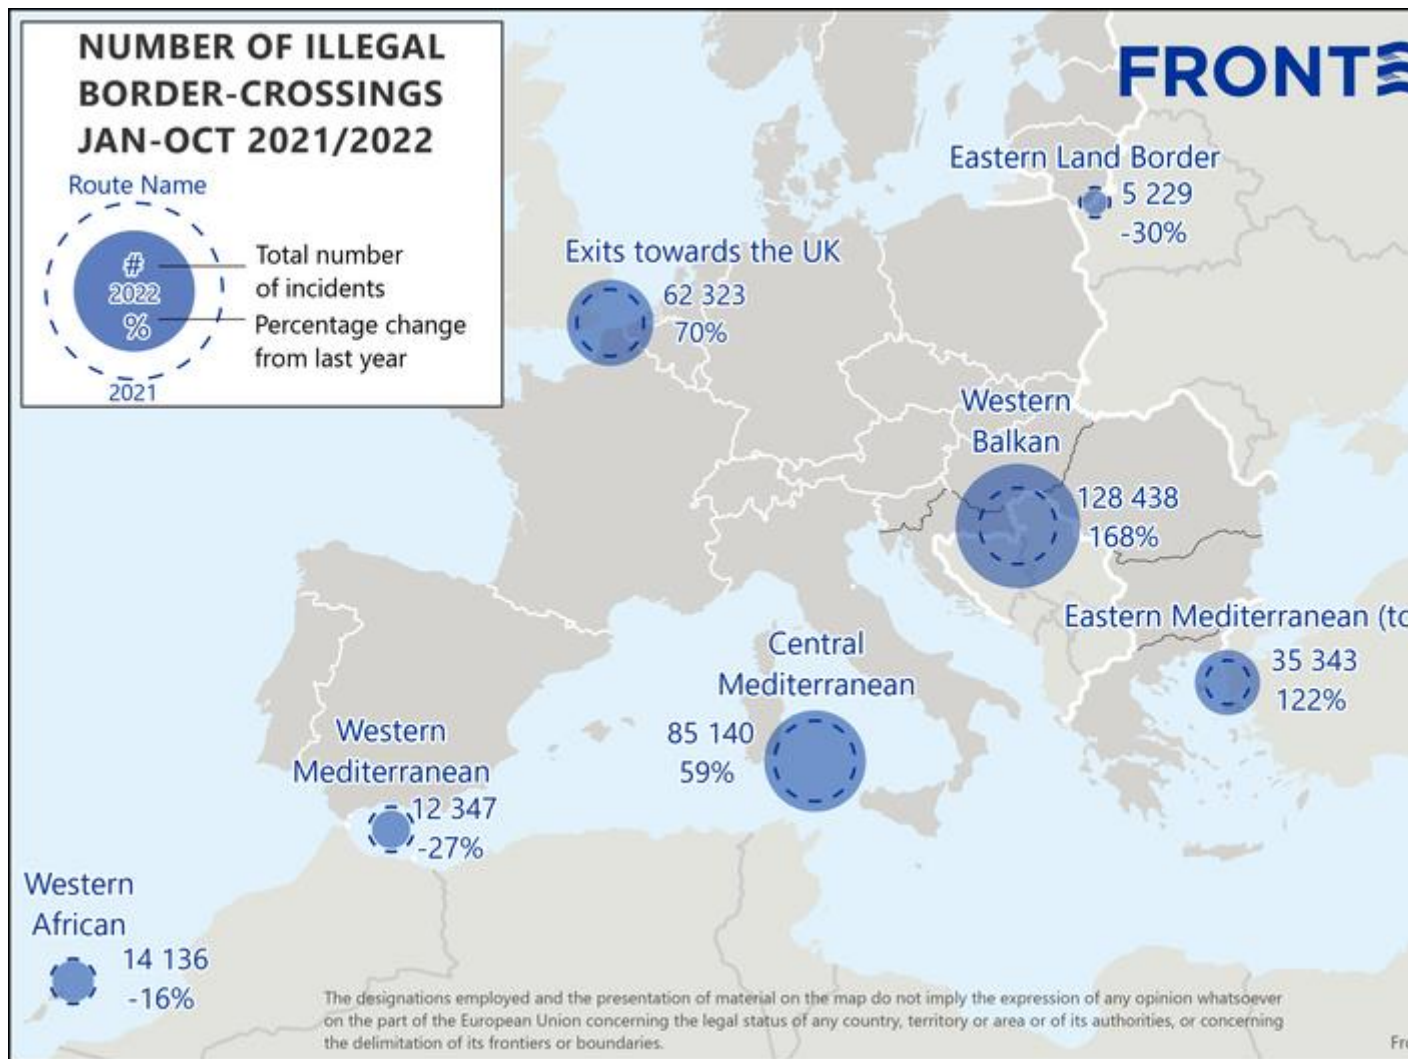 NUMBER OF ILLEGAL
BORDER-CROSSINGS
JAN-OCT 2021/2022
Route Name
#
2022
%
2021
Total number
of incidents
Percentage change
from last year
FRONTE
Eastern Land Border
5 229
-30%
Exits towards the UK
62 323
70%
Western
Balkan
128 438
168%
Eastern Mediterranean (to
35 343
122%
Central
Mediterranean
85 140
59%
Western
Mediterranean
12 347
-27%
Western
African
14 136
-16%
The designations employed and the presentation of material on the map do not imply the expression of any opinion whatsoever
on the part of the European Union concerning the legal status of any country, territory or area or of its authorities, or concerning
the delimitation of its frontiers or boundaries.
Fro